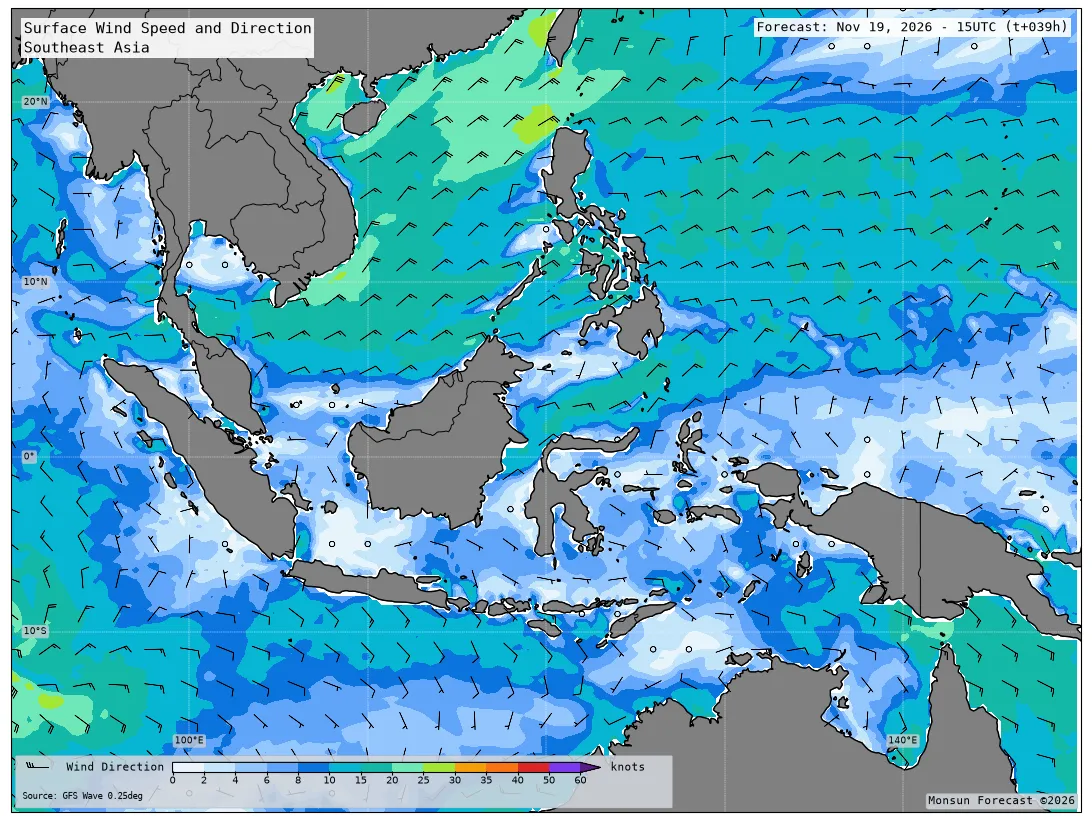 Surface Wind Speed and Direction
Southeast Asia
Forecast: Nov 19, 2026 - 15UTC (t+039h)
20°N
10°N
0°
10°S
100°E
140°E
Wind Direction
0 2 4 6 8 10 15 20 25 30 35 40 50 60
knots
Source: GFS Wave 0.25deg
Monsun Forecast ©2026